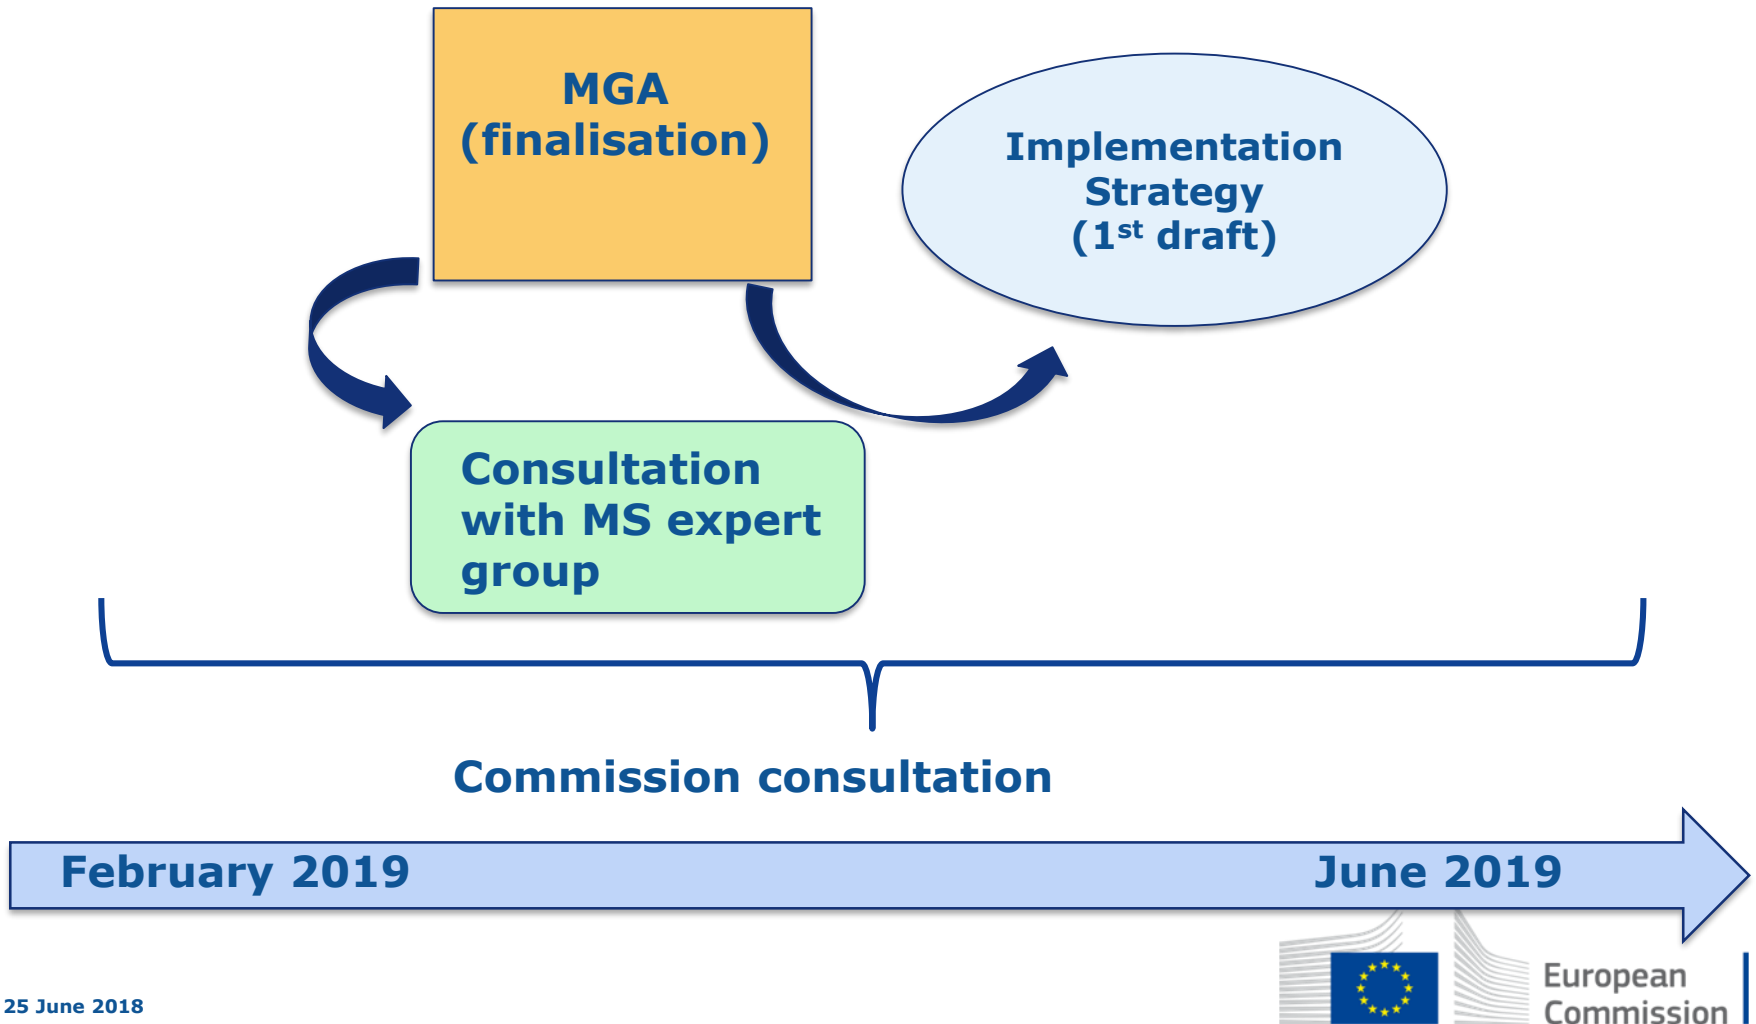 MGA
(finalisation)
Implementation
Strategy
(1st draft)
Consultation
with MS expert
group
Commission consultation
February 2019
June 2019
25 June 2018
European
Commission